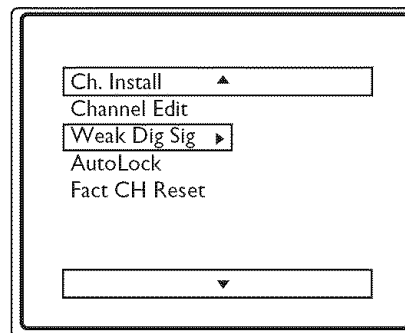 Ch. Install ▲
Channel Edit
Weak Dig Sig ▶
AutoLock
Fact CH Reset
▼